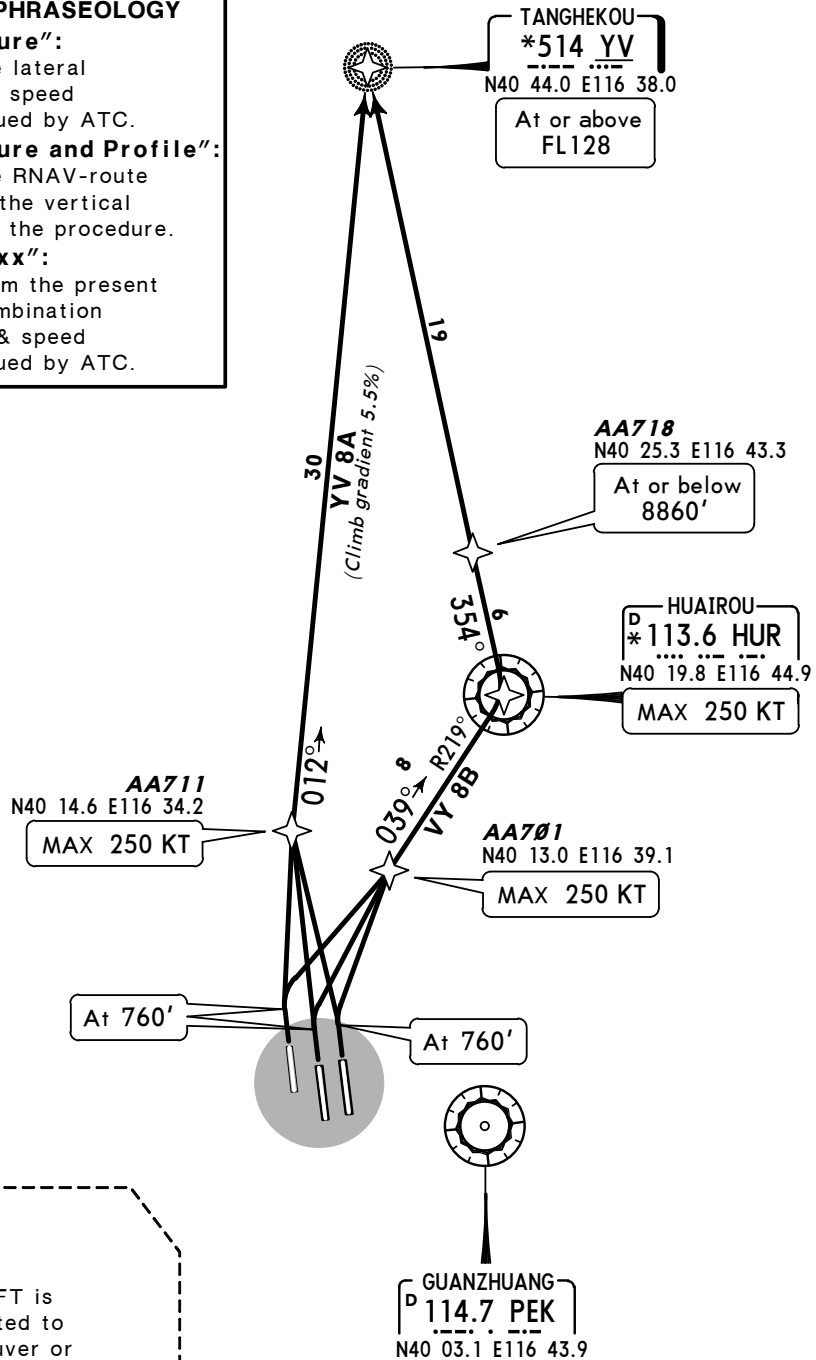 PHRASEOLOGY
ure":
e lateral
speed
ued by ATC.
ure and Profile":
e RNAV-route
the vertical
the procedure.
xx":
m the present
mbination
& speed
ued by ATC.
TANGHEKOU
*514 YV
N40 44.0 E116 38.0
At or above
FL128
19
30
YV 8A
(Climb gradient 5.5%)
AA718
N40 25.3 E116 43.3
At or below
8860'
6
354°
HUAIROU
D
* 113.6 HUR
N40 19.8 E116 44.9
MAX 250 KT
012°
8
R219°
039°
VY 8B
AA711
N40 14.6 E116 34.2
MAX 250 KT
AA7Ø1
N40 13.0 E116 39.1
MAX 250 KT
At 760'
At 760'
GUANZHUANG
D 114.7 PEK
N40 03.1 E116 43.9
FT is
ted to
uver or